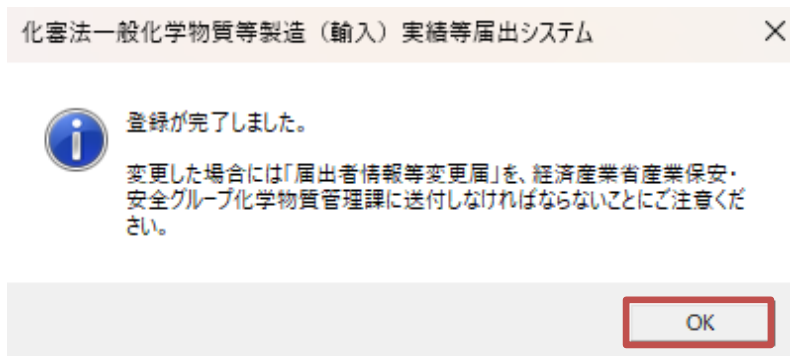 化審法一般化学物質等製造（輸入）実績等届出システム
登録が完了しました。
変更した場合には「届出者情報等変更届」を、経済産業省産業保安・
安全グループ化学物質管理課に送付しなければならないことにご注意くだ
さい。
OK